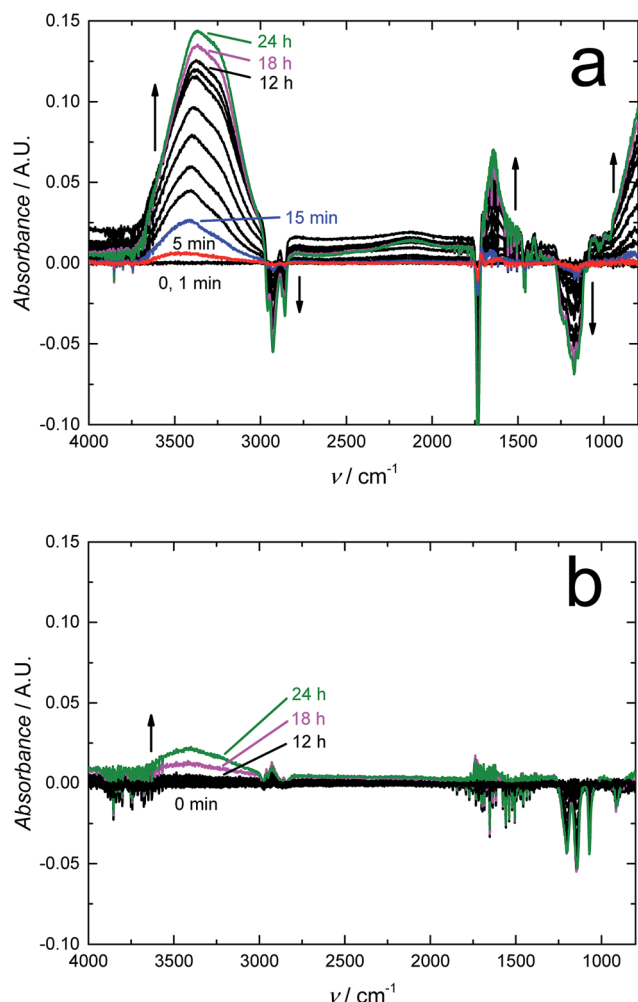 a
24 h
18 h
12 h
15 min
5 min
0, 1 min
Absorbance / A.U.
0.15
0.10
0.05
0.00
-0.05
-0.10
4000 3500 3000 2500 2000 1500 1000
ν / cm⁻¹
b
24 h
18 h
12 h
0 min
Absorbance / A.U.
0.15
0.10
0.05
0.00
-0.05
-0.10
4000 3500 3000 2500 2000 1500 1000
ν / cm⁻¹